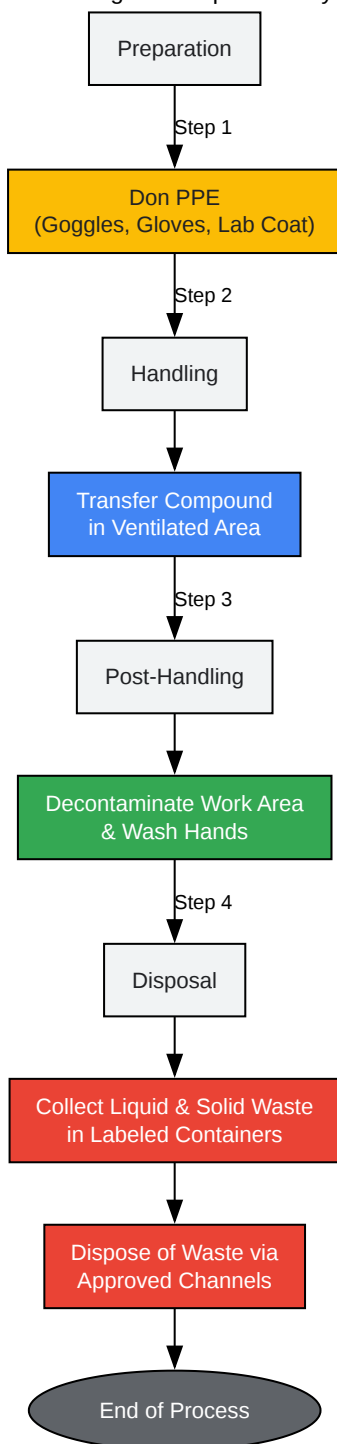 Preparation
Step 1
Don PPE
(Goggles, Gloves, Lab Coat)
Step 2
Handling
Transfer Compound
in Ventilated Area
Step 3
Post-Handling
Decontaminate Work Area
& Wash Hands
Step 4
Disposal
Collect Liquid & Solid Waste
in Labeled Containers
Dispose of Waste via
Approved Channels
End of Process